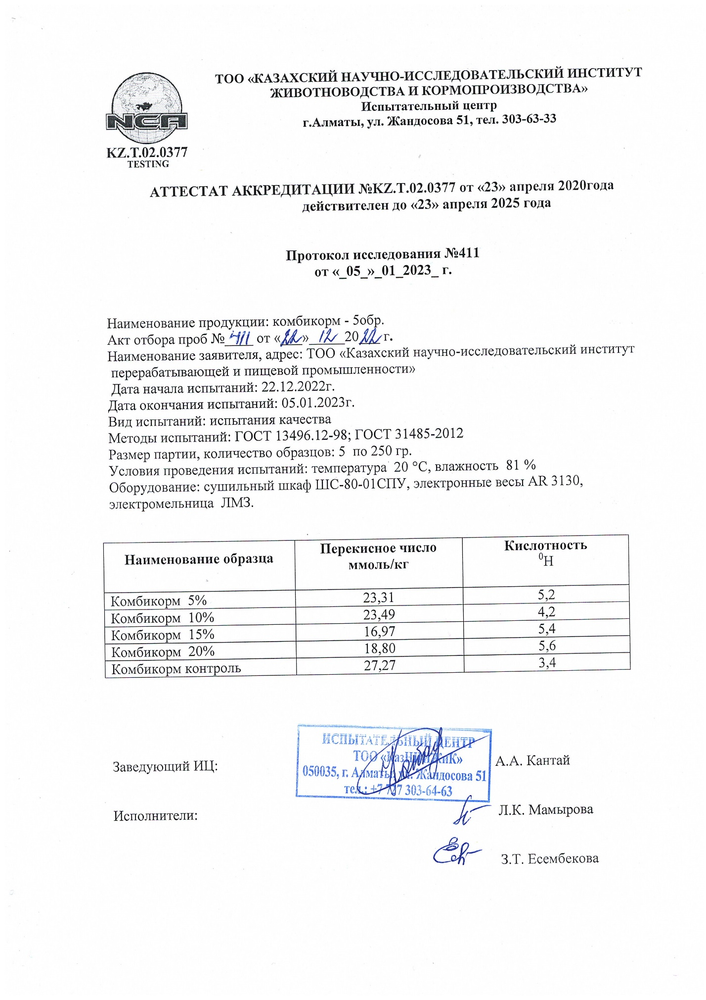 ТОО «КАЗАХСКИЙ НАУЧНО-ИССЛЕДОВАТЕЛЬСКИЙ ИНСТИТУТ
ЖИВОТНОВОДСТВА И КОРМОПРОИЗВОДСТВА»
Испытательный центр
г.Алматы, ул. Жандосова 51, тел. 303-63-33
NCA
KZ.T.02.0377
TESTING
АТТЕСТАТ АККРЕДИТАЦИИ №KZ.T.02.0377 от «23» апреля 2020года
действителен до «23» апреля 2025 года
Протокол исследования №411
от «_05_»_01_2023_ г.
Наименование продукции: комбикорм - 5обр.
Акт отбора проб № 411 от «22» 12 2022 г.
Наименование заявителя, адрес: ТОО «Казахский научно-исследовательский институт
перерабатывающей и пищевой промышленности»
Дата начала испытаний: 22.12.2022г.
Дата окончания испытаний: 05.01.2023г.
Вид испытаний: испытания качества
Методы испытаний: ГОСТ 13496.12-98; ГОСТ 31485-2012
Размер партии, количество образцов: 5 по 250 гр.
Условия проведения испытаний: температура 20 °С, влажность 81 %
Оборудование: сушильный шкаф ШС-80-01СПУ, электронные весы AR 3130,
электромельница ЛМЗ.
Наименование образца Перекисное число ммоль/кг Кислотность ⁰Н
Комбикорм 5% 23,31 5,2
Комбикорм 10% 23,49 4,2
Комбикорм 15% 16,97 5,4
Комбикорм 20% 18,80 5,6
Комбикорм контроль 27,27 3,4
ИСПЫТАТЕЛЬНЫЙ ЦЕНТР
ТОО «КазНИИЖиК»
050035, г. Алматы, ул. Жандосова 51
тел.: +7 727 303-64-63
Заведующий ИЦ: А.А. Кантай
Исполнители: Л.К. Мамырова
З.Т. Есембекова